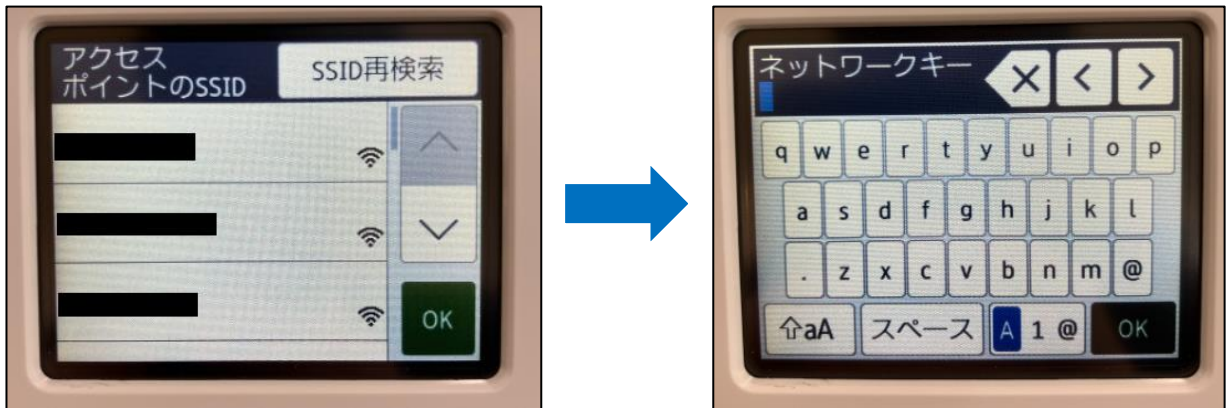 アクセス
ポイントのSSID
SSID再検索
OK
ネットワークキー
q w e r t y u i o p
a s d f g h j k l
. z x c v b n m @
⇧aA スペース A 1 @ OK